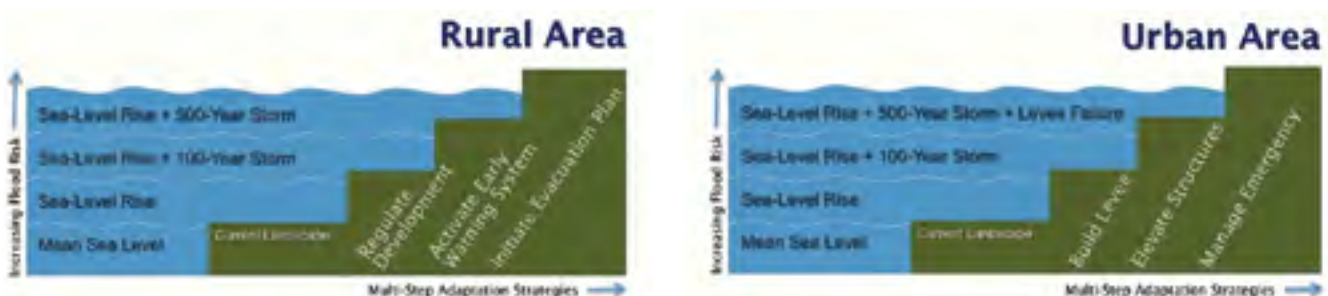 Rural Area
Increasing Flood Risk
Sea-Level Rise + 500-Year Storm
Sea-Level Rise + 100-Year Storm
Sea-Level Rise
Mean Sea Level
Current Landscape
Regulate
Development
Activate Early
Warning System
Initiate Evacuation Plan
Multi-Step Adaptation Strategies
Urban Area
Increasing Flood Risk
Sea-Level Rise + 500-Year Storm + Levee Failure
Sea-Level Rise + 100-Year Storm
Sea-Level Rise
Mean Sea Level
Current Landscape
Build Levee
Elevate Structures
Manage Emergency
Multi-Step Adaptation Strategies